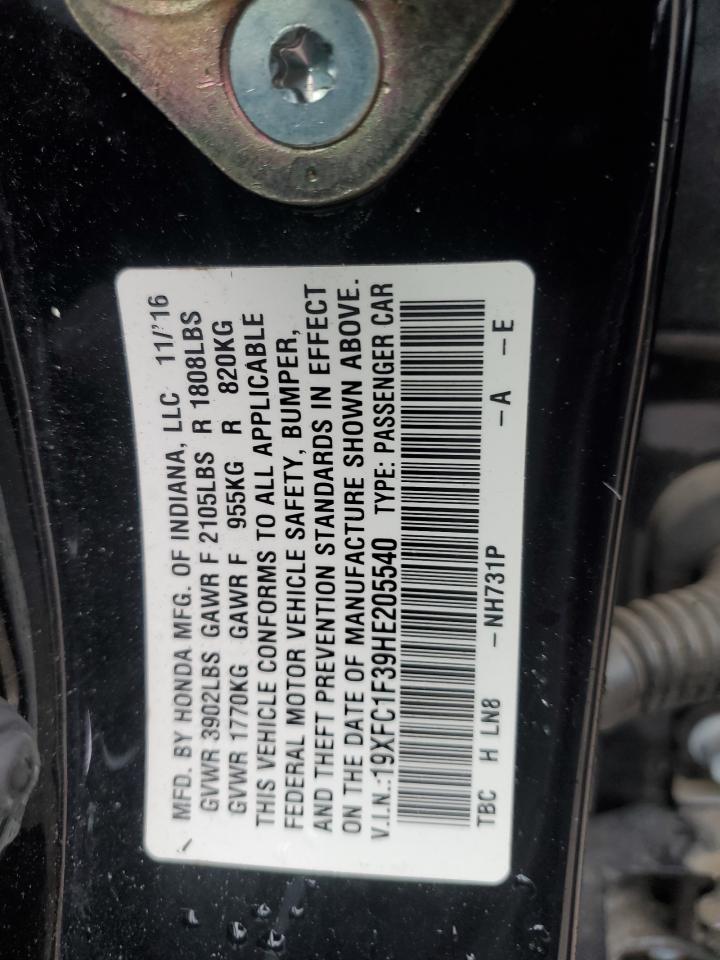 MFD. BY HONDA MFG. OF INDIANA, LLC 11/'16
GVWR 3902LBS GAWR F 2105LBS R 1808LBS
GVWR 1770KG GAWR F 955KG R 820KG
THIS VEHICLE CONFORMS TO ALL APPLICABLE
FEDERAL MOTOR VEHICLE SAFETY, BUMPER,
AND THEFT PREVENTION STANDARDS IN EFFECT
ON THE DATE OF MANUFACTURE SHOWN ABOVE.
V.I.N.:19XFC1F39HE205540 TYPE: PASSENGER CAR
TBC H LN8 -NH731P -A -E